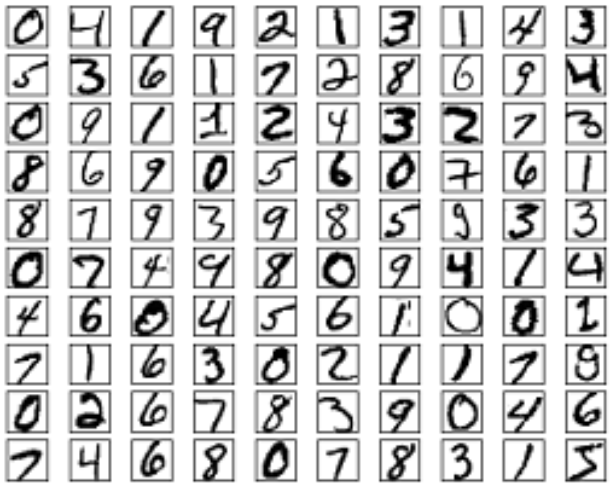 0 4 1 9 2 1 3 1 4 3
5 3 6 1 7 2 8 6 9 4
0 9 1 1 2 4 3 2 7 3
8 6 9 0 5 6 0 7 6 1
8 7 9 3 9 8 5 9 3 3
0 7 4 9 8 0 9 4 1 4
4 6 0 4 5 6 1 0 0 1
7 1 6 3 0 2 1 1 7 9
0 2 6 7 8 3 9 0 4 6
7 4 6 8 0 7 8 3 1 5